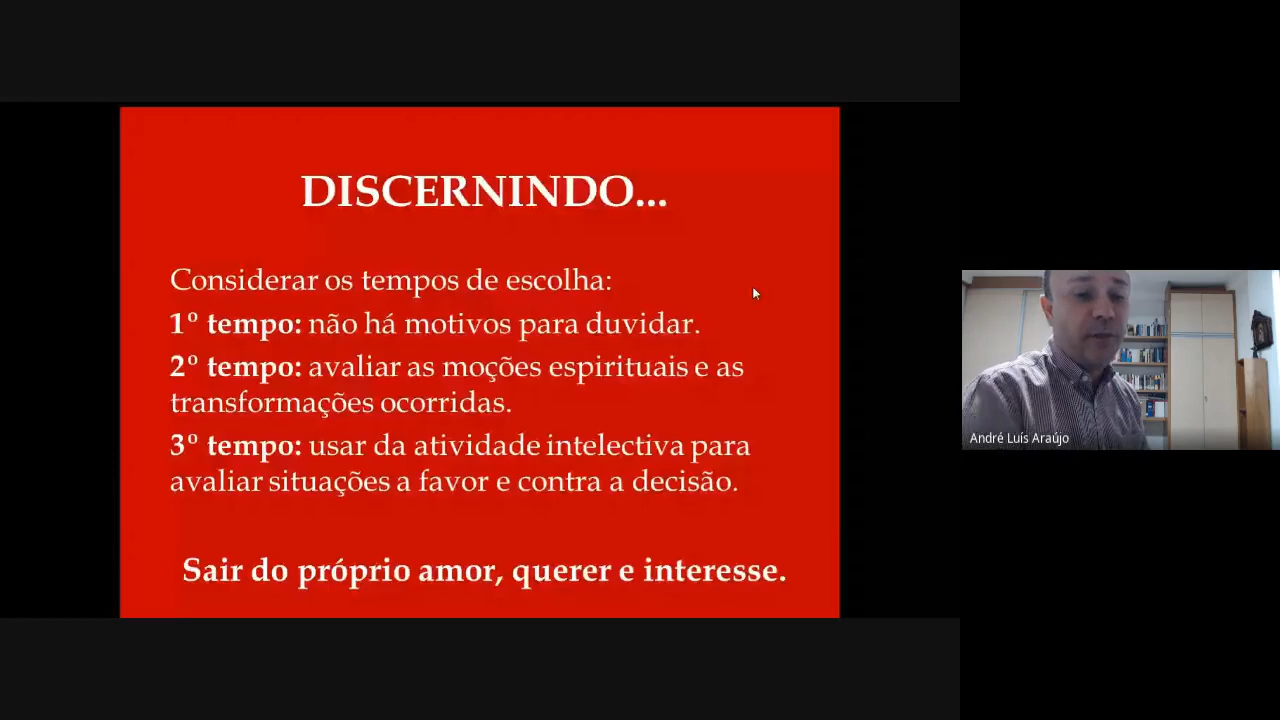 DISCERNINDO...
Considerar os tempos de escolha:
1º tempo: não há motivos para duvidar.
2º tempo: avaliar as moções espirituais e as
transformações ocorridas.
3º tempo: usar da atividade intelectiva para
avaliar situações a favor e contra a decisão.
Sair do próprio amor, querer e interesse.
André Luís Araújo